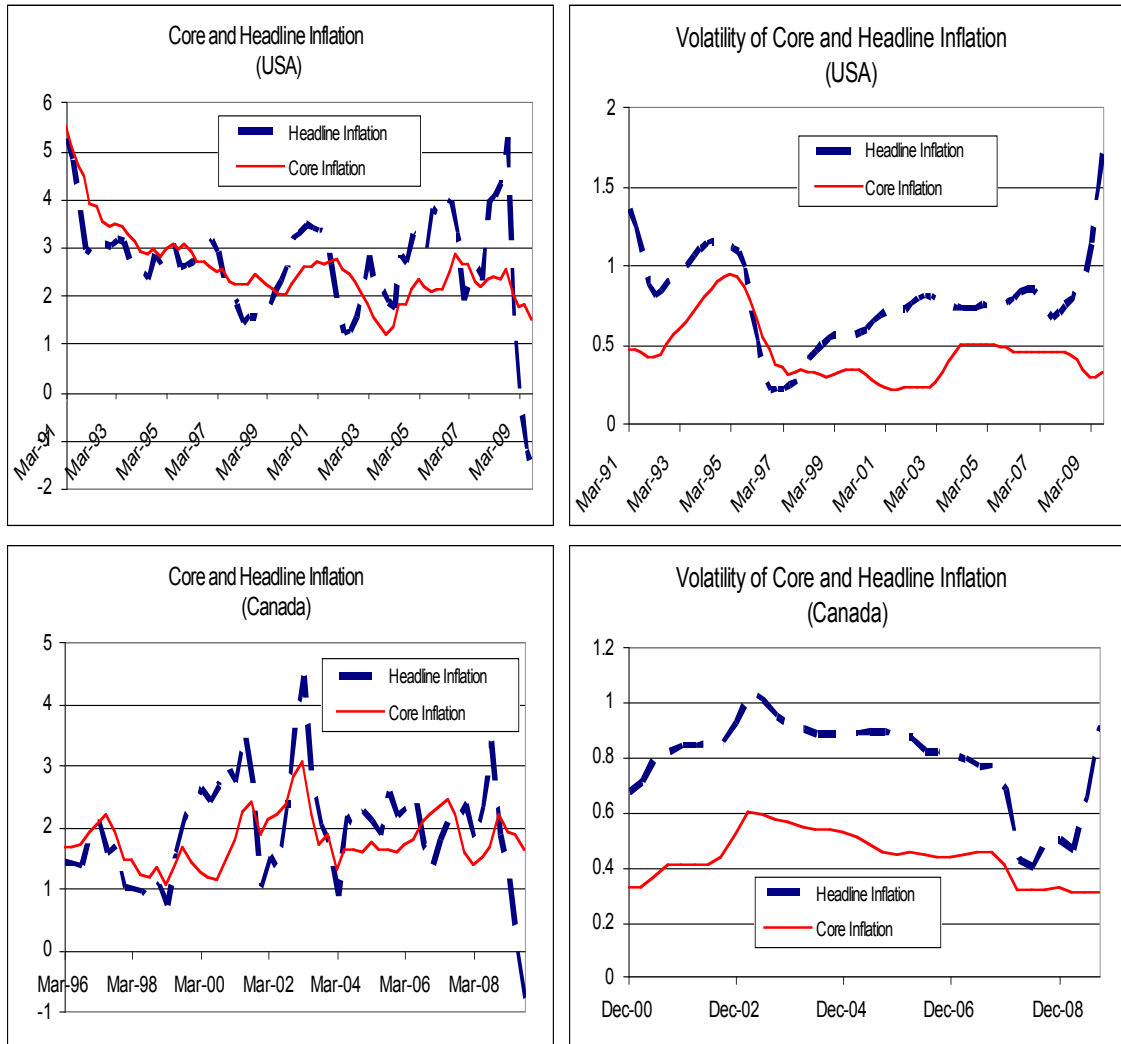 Core and Headline Inflation
(USA)
6
5
4
3
2
1
0
-1
-2
Headline Inflation
Core Inflation
Mar-91
Mar-93
Mar-95
Mar-97
Mar-99
Mar-01
Mar-03
Mar-05
Mar-07
Mar-09
Volatility of Core and Headline Inflation
(USA)
2
1.5
1
0.5
0
Headline Inflation
Core Inflation
Mar-91
Mar-93
Mar-95
Mar-97
Mar-99
Mar-01
Mar-03
Mar-05
Mar-07
Mar-09
Core and Headline Inflation
(Canada)
5
4
3
2
1
0
-1
Headline Inflation
Core Inflation
Mar-96
Mar-98
Mar-00
Mar-02
Mar-04
Mar-06
Mar-08
Volatility of Core and Headline Inflation
(Canada)
1.2
1
0.8
0.6
0.4
0.2
0
Headline Inflation
Core Inflation
Dec-00
Dec-02
Dec-04
Dec-06
Dec-08